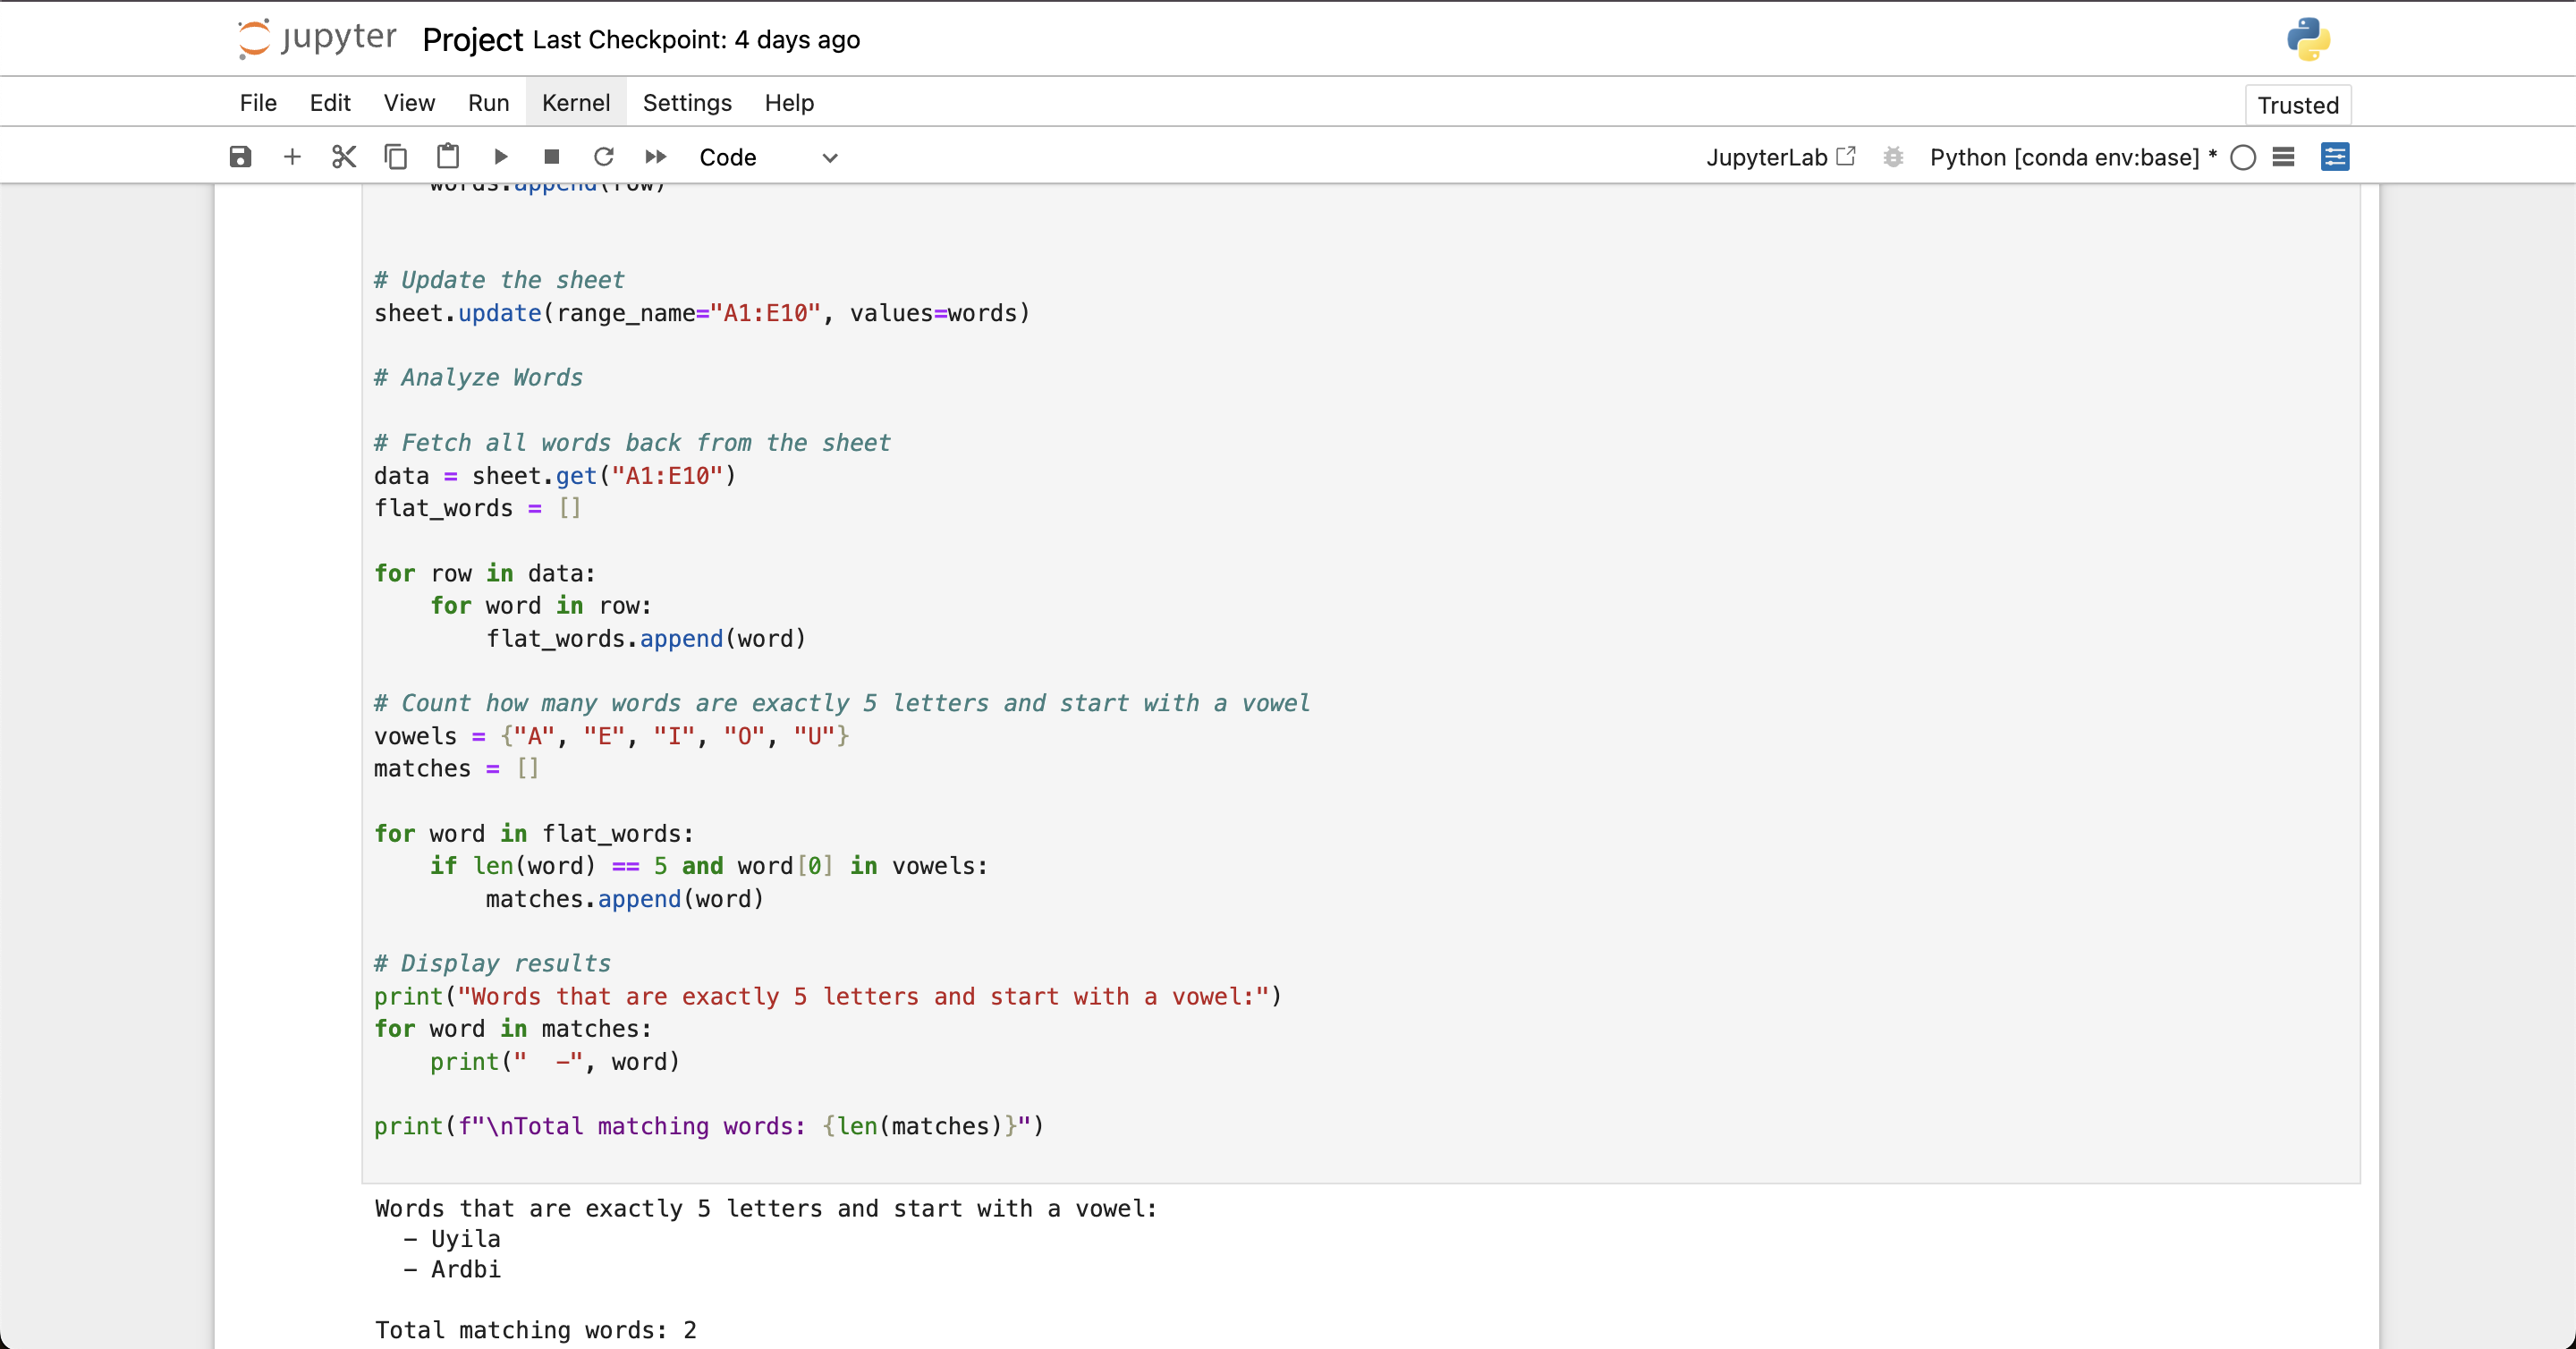 jupyter Project Last Checkpoint: 4 days ago
File Edit View Run Kernel Settings Help Trusted
Code JupyterLab Python [conda env:base] *
    words.append(row)
# Update the sheet
sheet.update(range_name="A1:E10", values=words)
# Analyze Words
# Fetch all words back from the sheet
data = sheet.get("A1:E10")
flat_words = []
for row in data:
    for word in row:
        flat_words.append(word)
# Count how many words are exactly 5 letters and start with a vowel
vowels = {"A", "E", "I", "O", "U"}
matches = []
for word in flat_words:
    if len(word) == 5 and word[0] in vowels:
        matches.append(word)
# Display results
print("Words that are exactly 5 letters and start with a vowel:")
for word in matches:
    print("  –", word)
print(f"\nTotal matching words: {len(matches)}")
Words that are exactly 5 letters and start with a vowel:
  – Uyila
  – Ardbi
Total matching words: 2